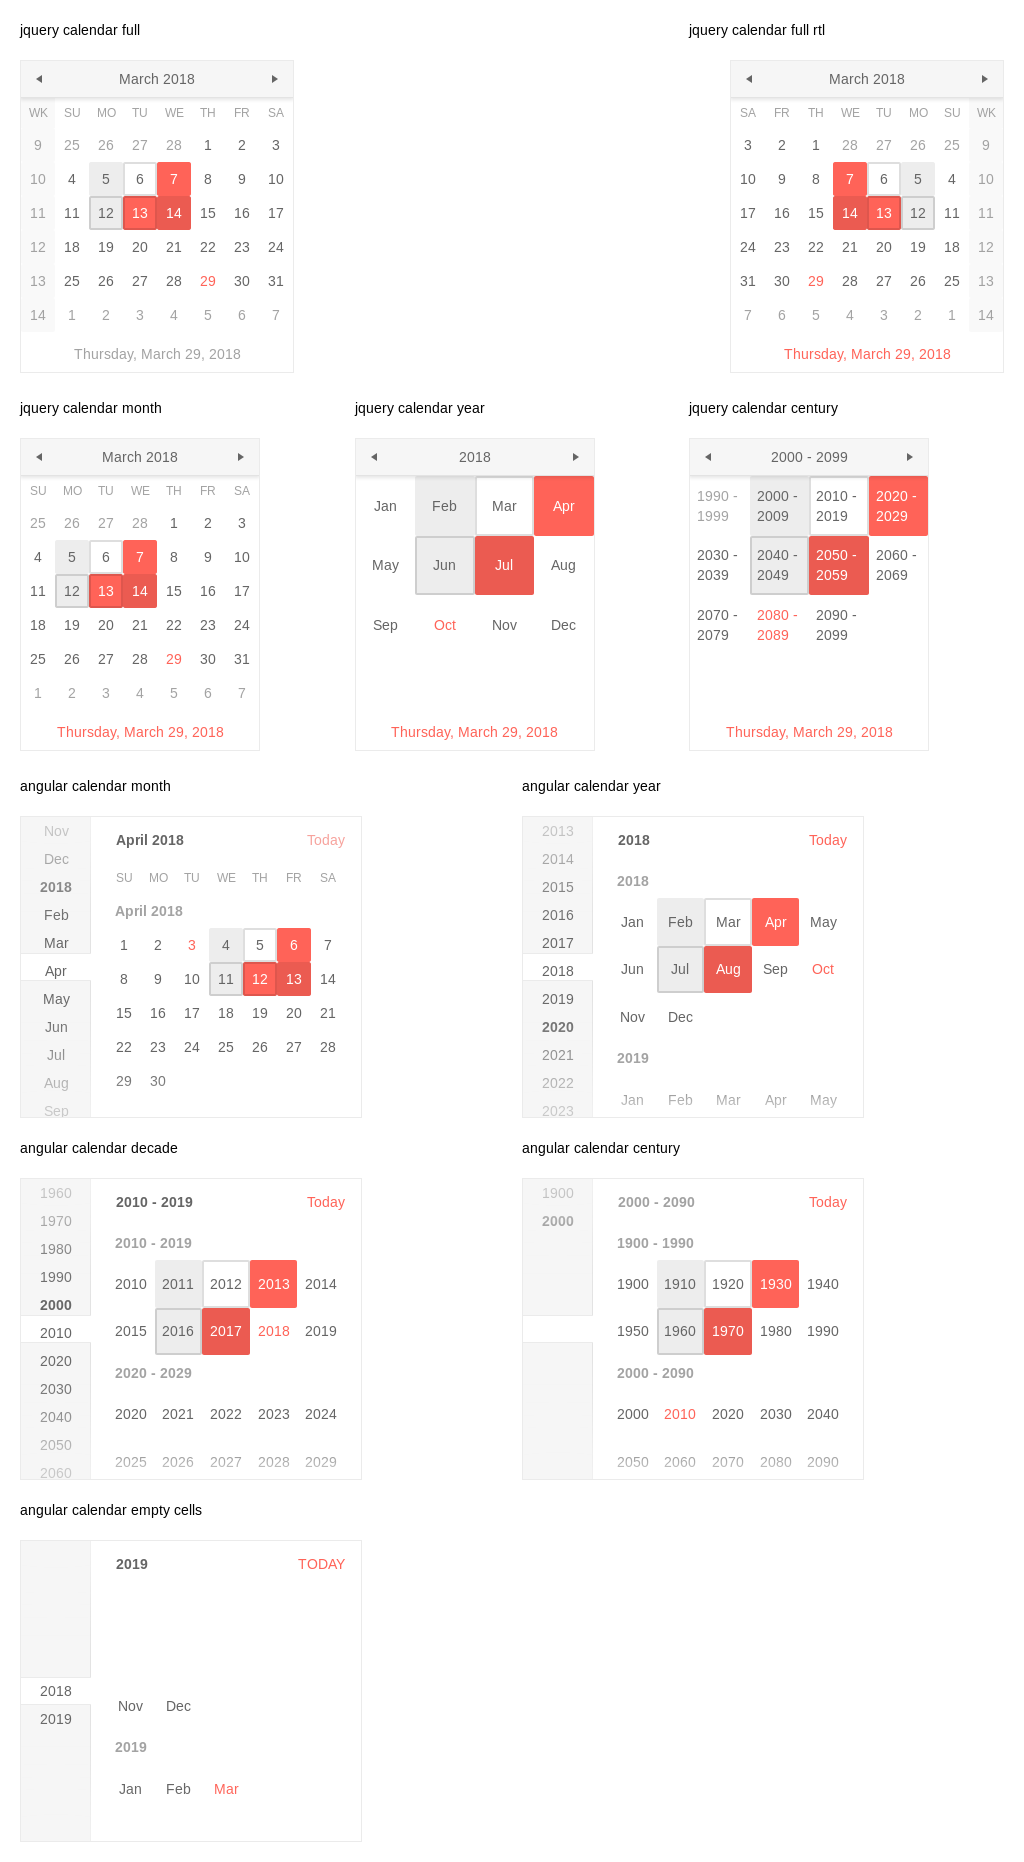 jquery calendar full
March 2018
WK SU MO TU WE TH FR SA
9 25 26 27 28 1 2 3
10 4 5 6 7 8 9 10
11 11 12 13 14 15 16 17
12 18 19 20 21 22 23 24
13 25 26 27 28 29 30 31
14 1 2 3 4 5 6 7
Thursday, March 29, 2018
jquery calendar full rtl
March 2018
SA FR TH WE TU MO SU WK
3 2 1 28 27 26 25 9
10 9 8 7 6 5 4 10
17 16 15 14 13 12 11 11
24 23 22 21 20 19 18 12
31 30 29 28 27 26 25 13
7 6 5 4 3 2 1 14
Thursday, March 29, 2018
jquery calendar month
March 2018
SU MO TU WE TH FR SA
25 26 27 28 1 2 3
4 5 6 7 8 9 10
11 12 13 14 15 16 17
18 19 20 21 22 23 24
25 26 27 28 29 30 31
1 2 3 4 5 6 7
Thursday, March 29, 2018
jquery calendar year
2018
Jan Feb Mar Apr
May Jun Jul Aug
Sep Oct Nov Dec
Thursday, March 29, 2018
jquery calendar century
2000 - 2099
1990 - 2000 - 2010 - 2020 -
1999 2009 2019 2029
2030 - 2040 - 2050 - 2060 -
2039 2049 2059 2069
2070 - 2080 - 2090 -
2079 2089 2099
Thursday, March 29, 2018
angular calendar month
Nov
Dec
2018
Feb
Mar
Apr
May
Jun
Jul
Aug
Sep
April 2018 Today
SU MO TU WE TH FR SA
April 2018
1 2 3 4 5 6 7
8 9 10 11 12 13 14
15 16 17 18 19 20 21
22 23 24 25 26 27 28
29 30
angular calendar year
2013
2014
2015
2016
2017
2018
2019
2020
2021
2022
2023
2018 Today
2018
Jan Feb Mar Apr May
Jun Jul Aug Sep Oct
Nov Dec
2019
Jan Feb Mar Apr May
angular calendar decade
1960
1970
1980
1990
2000
2010
2020
2030
2040
2050
2060
2010 - 2019 Today
2010 - 2019
2010 2011 2012 2013 2014
2015 2016 2017 2018 2019
2020 - 2029
2020 2021 2022 2023 2024
2025 2026 2027 2028 2029
angular calendar century
1900
2000
2000 - 2090 Today
1900 - 1990
1900 1910 1920 1930 1940
1950 1960 1970 1980 1990
2000 - 2090
2000 2010 2020 2030 2040
2050 2060 2070 2080 2090
angular calendar empty cells
2018
2019
2019 TODAY
Nov Dec
2019
Jan Feb Mar